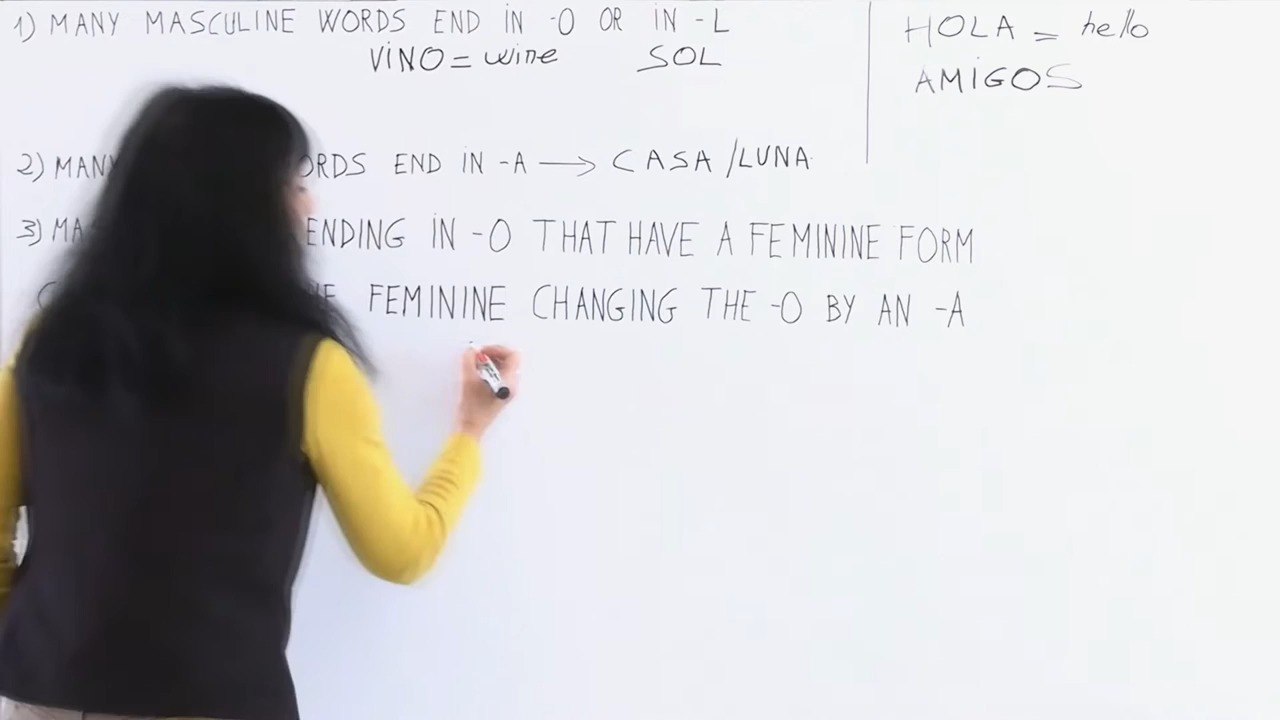 1) MANY MASCULINE WORDS END IN -O OR IN -L
VINO = wine SOL
2) MANY END IN -A → CASA / LUNA
3) ENDING IN -O THAT HAVE A FEMININE FORM
FEMININE CHANGING THE -O BY AN -A
HOLA = hello
AMIGOS